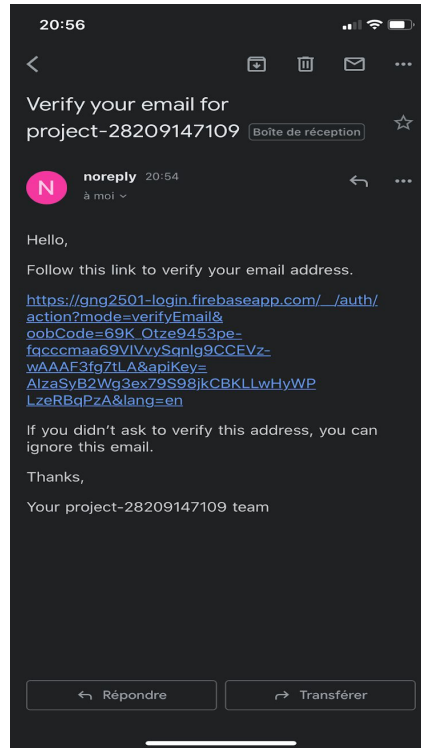 20:56
Verify your email for
project-28209147109 Boîte de réception
N
noreply 20:54
à moi
Hello,
Follow this link to verify your email address.
https://gng2501-login.firebaseapp.com/__/auth/
action?mode=verifyEmail&
oobCode=69K_Otze9453pe-
fqcccmaa69VIVvySqnlg9CCEVz-
wAAAF3fg7tLA&apiKey=
AIzaSyB2Wg3ex79S98jkCBKLLwHyWP
LzeRBqPzA&lang=en
If you didn't ask to verify this address, you can
ignore this email.
Thanks,
Your project-28209147109 team
Répondre
Transférer